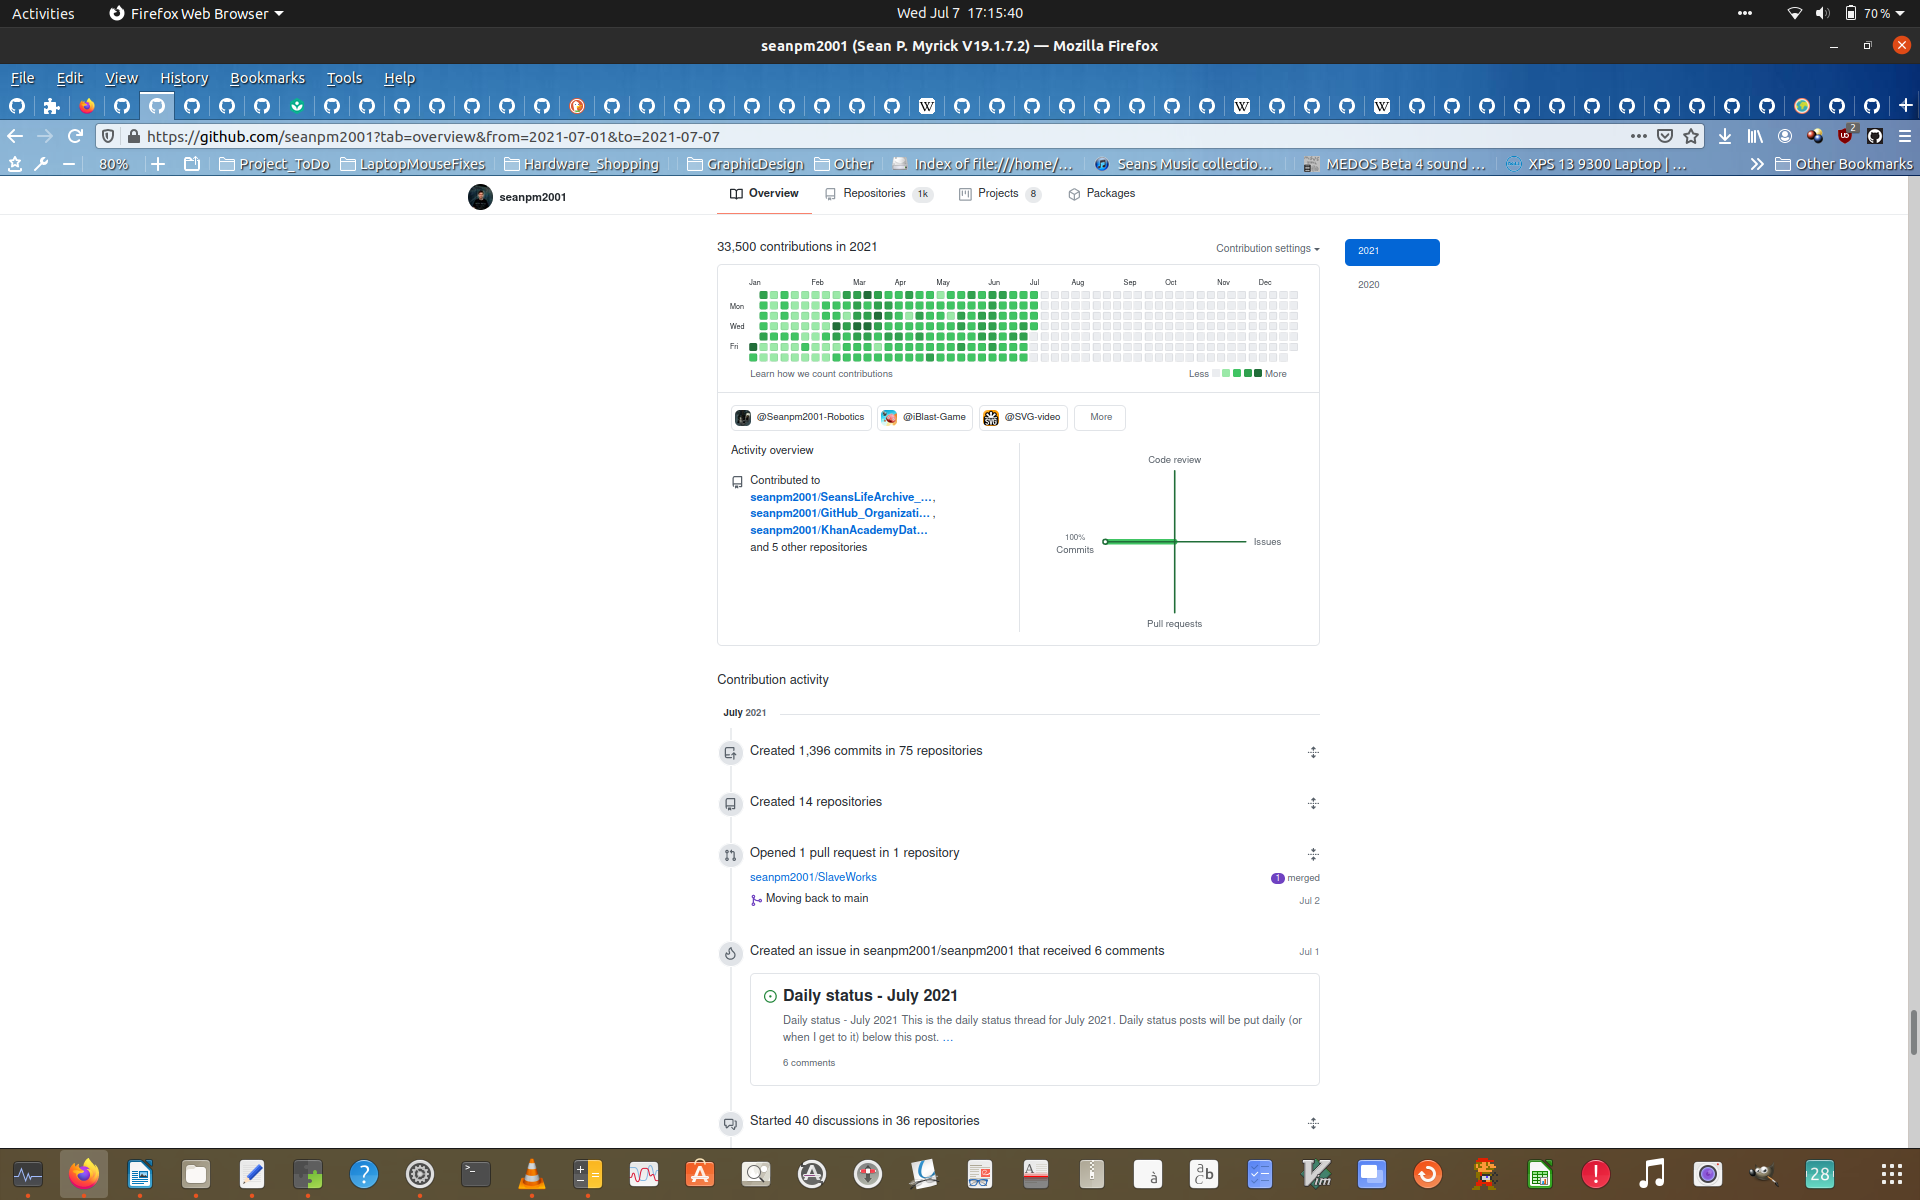 Activities
Firefox Web Browser
Wed Jul 7 17:15:40
70 %
seanpm2001 (Sean P. Myrick V19.1.7.2) — Mozilla Firefox
File Edit View History Bookmarks Tools Help
https://github.com/seanpm2001?tab=overview&from=2021-07-01&to=2021-07-07
2
80%
Project_ToDo
LaptopMouseFixes
Hardware_Shopping
GraphicDesign
Other
Index of file:///home/…
Seans Music collectio…
MEDOS Beta 4 sound …
XPS 13 9300 Laptop | …
Other Bookmarks
seanpm2001
Overview
Repositories 1k
Projects 8
Packages
33,500 contributions in 2021
Contribution settings
2021
2020
Jan Feb Mar Apr May Jun Jul Aug Sep Oct Nov Dec
Mon
Wed
Fri
Learn how we count contributions
Less
More
@Seanpm2001-Robotics
@iBlast-Game
@SVG-video
More
Activity overview
Contributed to
seanpm2001/SeansLifeArchive_…,
seanpm2001/GitHub_Organizati… ,
seanpm2001/KhanAcademyDat…
and 5 other repositories
Code review
100%
Commits
Issues
Pull requests
Contribution activity
July 2021
Created 1,396 commits in 75 repositories
Created 14 repositories
Opened 1 pull request in 1 repository
seanpm2001/SlaveWorks
1 merged
Moving back to main
Jul 2
Created an issue in seanpm2001/seanpm2001 that received 6 comments
Jul 1
Daily status - July 2021
Daily status - July 2021 This is the daily status thread for July 2021. Daily status posts will be put daily (or
when I get to it) below this post. …
6 comments
Started 40 discussions in 36 repositories
28